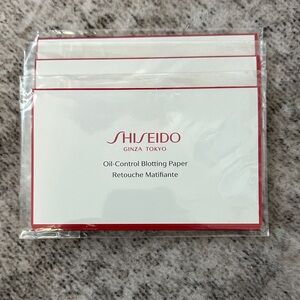 SHISEIDO
GINZA TOKYO
Oil-Control Blotting Paper
Retouche Matifiante